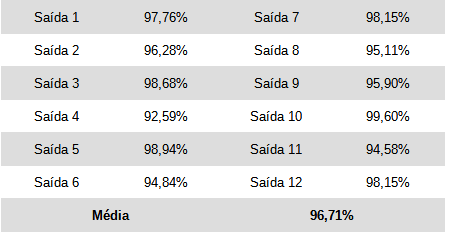 Saída 1 97,76% Saída 7 98,15%
Saída 2 96,28% Saída 8 95,11%
Saída 3 98,68% Saída 9 95,90%
Saída 4 92,59% Saída 10 99,60%
Saída 5 98,94% Saída 11 94,58%
Saída 6 94,84% Saída 12 98,15%
Média 96,71%